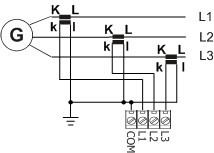 K L L1
G k l K L L2
k l K L L3
k l
COM L1 L2 L3